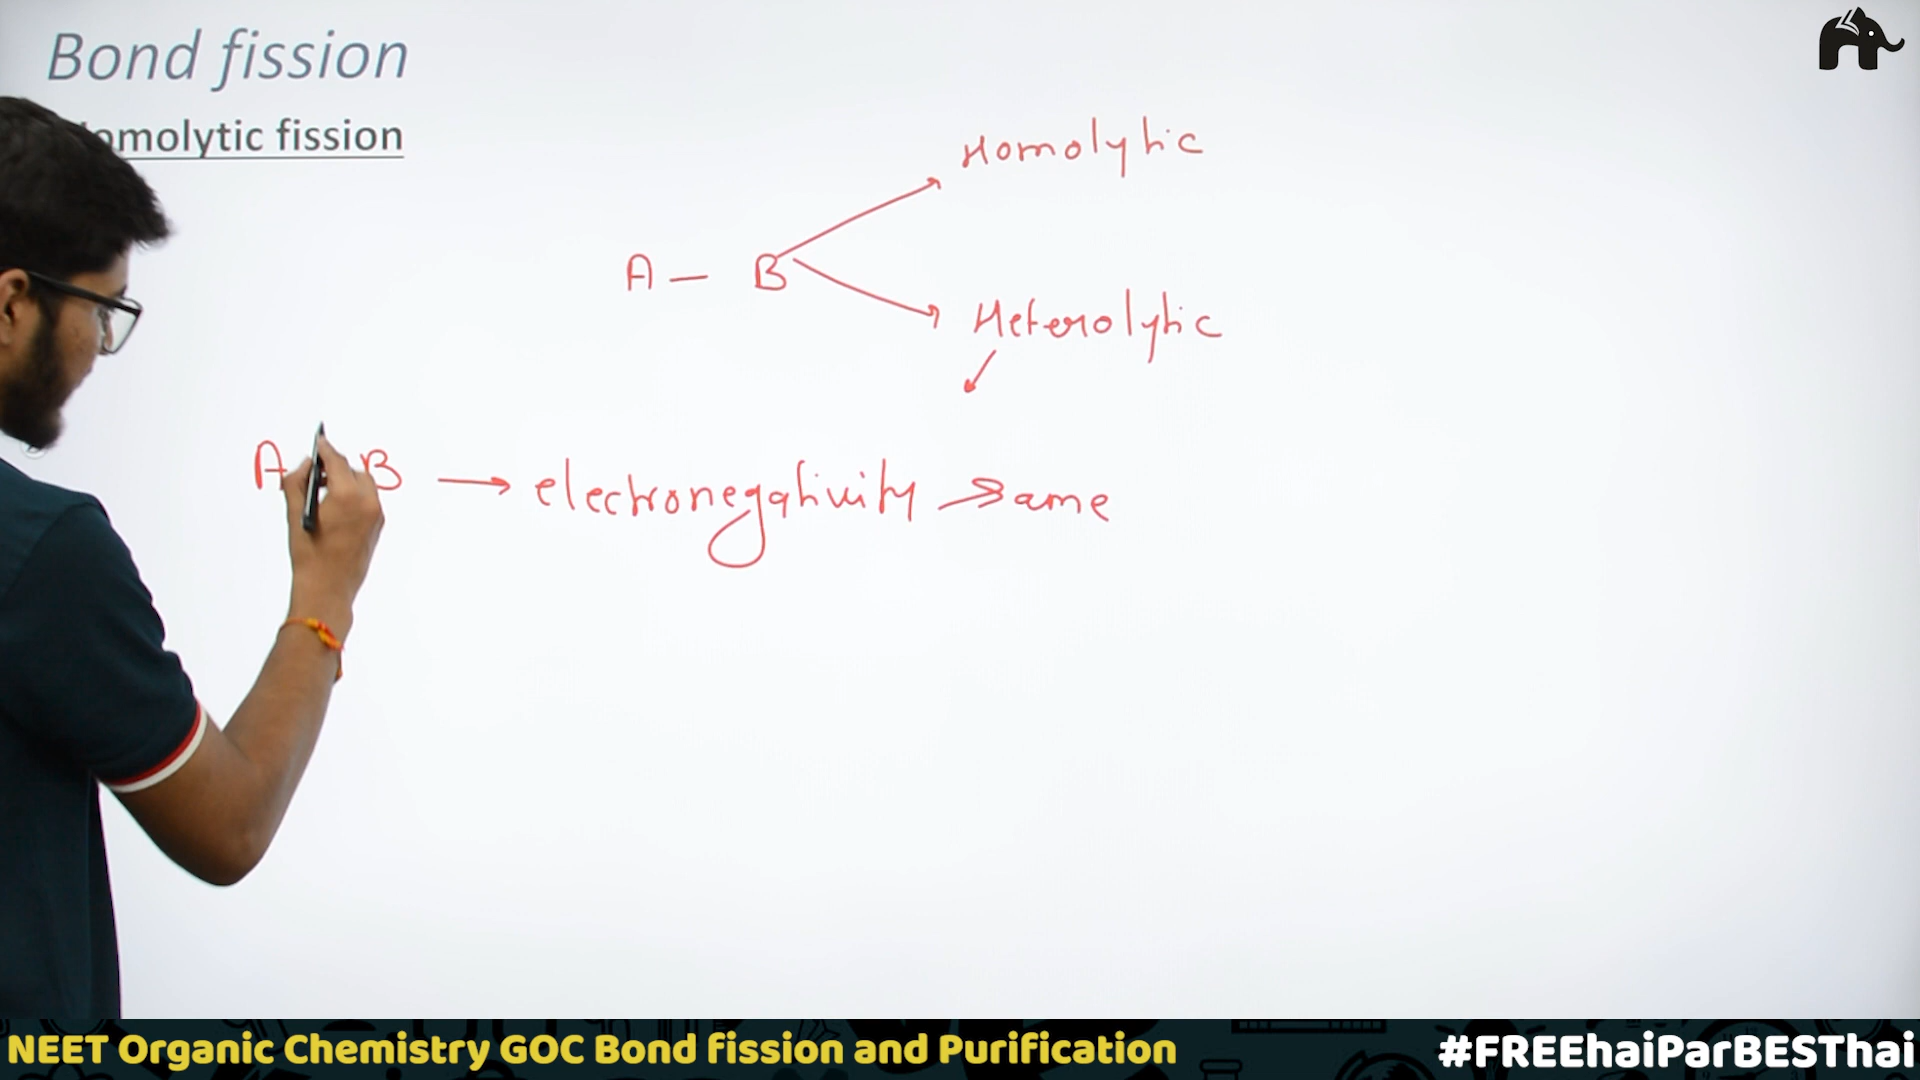 Bond fission
omolytic fission
Homolytic
A — B
Heterolytic
A B → electronegativity → same
NEET Organic Chemistry GOC Bond fission and Purification
#FREEhaiParBESThai